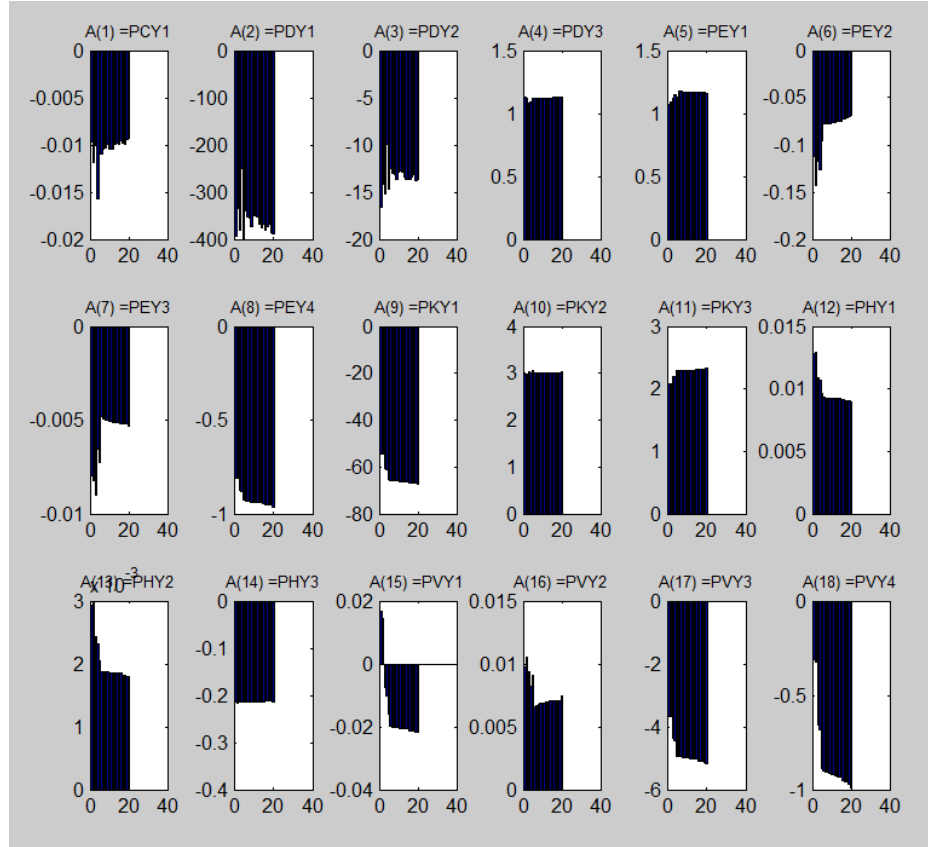 A(1) =PCY1 A(2) =PDY1 A(3) =PDY2 A(4) =PDY3 A(5) =PEY1 A(6) =PEY2
0 0 0 1.5 1.5 0
-0.005 -100 -5 1 1 -0.05
-0.01 -200 -10 0.5 0.5 -0.1
-0.015 -300 -15 -0.15
-0.02 -400 -20 0 0 -0.2
0 20 40 0 20 40 0 20 40 0 20 40 0 20 40 0 20 40
A(7) =PEY3 A(8) =PEY4 A(9) =PKY1 A(10) =PKY2 A(11) =PKY3 A(12) =PHY1
0 0 0 4 3 0.015
-20 3 2 0.01
-0.005 -0.5 -40 2
-60 1 1 0.005
-0.01 -1 -80 0 0 0
0 20 40 0 20 40 0 20 40 0 20 40 0 20 40 0 20 40
A(13) =PHY2 A(14) =PHY3 A(15) =PVY1 A(16) =PVY2 A(17) =PVY3 A(18) =PVY4
x 10-3
3 0 0.02 0.015 0 0
2 -0.1 0 0.01 -2
-0.2 -0.5
1 -0.3 -0.02 0.005 -4
0 -0.4 -0.04 0 -6 -1
0 20 40 0 20 40 0 20 40 0 20 40 0 20 40 0 20 40